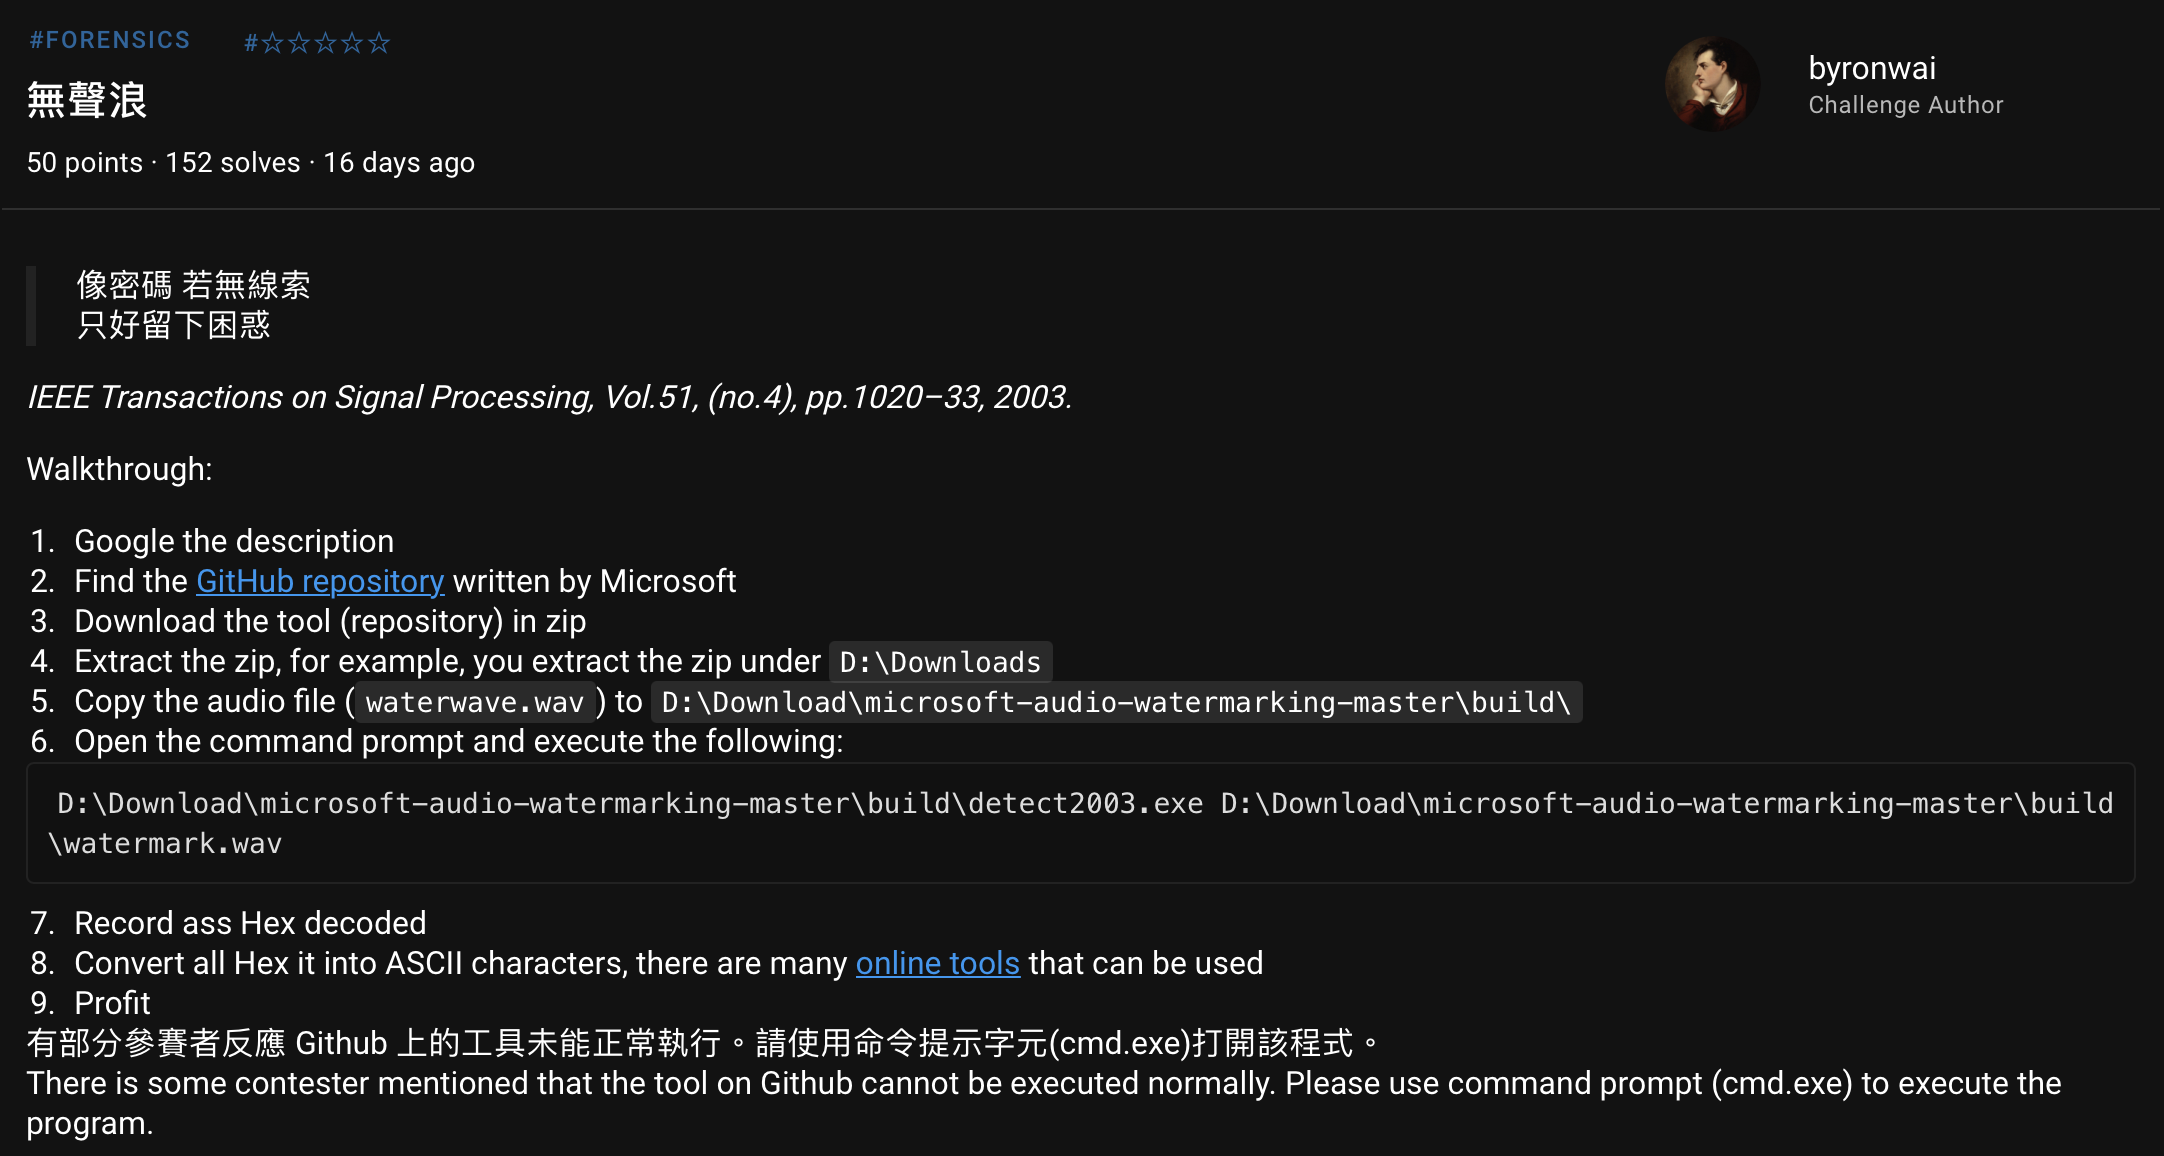 #FORENSICS #☆☆☆☆☆
無聲浪
50 points · 152 solves · 16 days ago
byronwai
Challenge Author
像密碼 若無線索
只好留下困惑
IEEE Transactions on Signal Processing, Vol.51, (no.4), pp.1020–33, 2003.
Walkthrough:
1. Google the description
2. Find the GitHub repository written by Microsoft
3. Download the tool (repository) in zip
4. Extract the zip, for example, you extract the zip under D:\Downloads
5. Copy the audio file ( waterwave.wav ) to D:\Download\microsoft-audio-watermarking-master\build\
6. Open the command prompt and execute the following:
D:\Download\microsoft-audio-watermarking-master\build\detect2003.exe D:\Download\microsoft-audio-watermarking-master\build
\watermark.wav
7. Record ass Hex decoded
8. Convert all Hex it into ASCII characters, there are many online tools that can be used
9. Profit
有部分參賽者反應 Github 上的工具未能正常執行。請使用命令提示字元(cmd.exe)打開該程式。
There is some contester mentioned that the tool on Github cannot be executed normally. Please use command prompt (cmd.exe) to execute the
program.